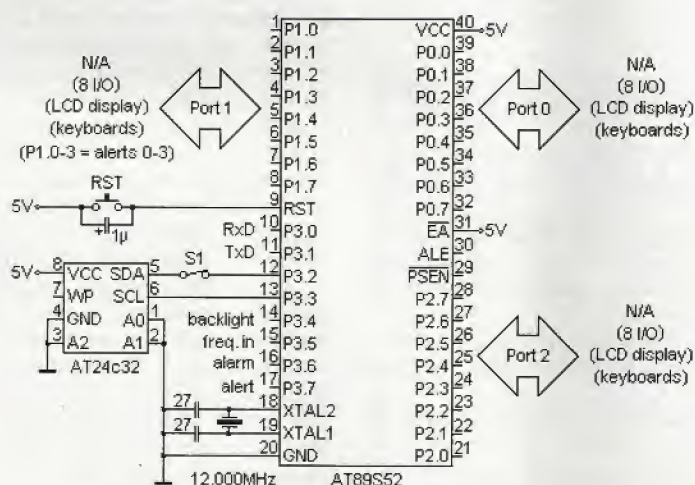 1 P1.0
2 P1.1
3 P1.2
4 P1.3
5 P1.4
6 P1.5
7 P1.6
8 P1.7
9 RST
10 P3.0
11 P3.1
12 P3.2
13 P3.3
14 P3.4
15 P3.5
16 P3.6
17 P3.7
18 XTAL2
19 XTAL1
20 GND
VCC 40 5V
P0.0 39
P0.1 38
P0.2 37
P0.3 36
P0.4 35
P0.5 34
P0.6 33
P0.7 32
EA 31 5V
ALE 30
PSEN 29
P2.7 28
P2.6 27
P2.5 26
P2.4 25
P2.3 24
P2.2 23
P2.1 22
P2.0 21
AT89S52
N/A
(8 I/O)
(LCD display)
(keyboards)
(P1.0-3 = alerts 0-3)
Port 1
N/A
(8 I/O)
(LCD display)
(keyboards)
Port 0
N/A
(8 I/O)
(LCD display)
(keyboards)
Port 2
RST
5V
+ 1µ
RxD
TxD
S1
5V
8 VCC SDA 5
7 WP SCL 6
4 GND A0 1
3 A2 A1 2
AT24c32
backlight
freq.in
alarm
alert
27
27
12.000MHz